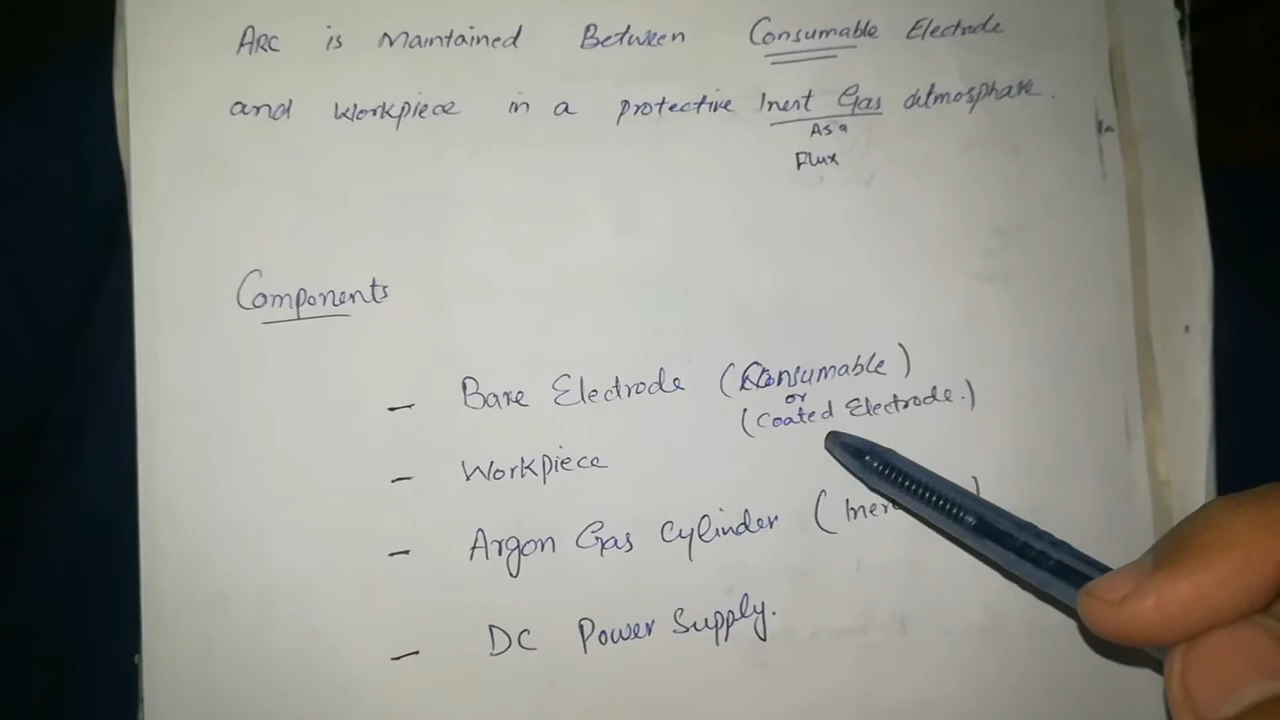 ARC is Maintained Between Consumable Electrode
and Workpiece in a protective Inert Gas atmosphere.
As a
Flux
Components
– Bare Electrode (Consumable)
or
(Coated Electrode.)
– Workpiece
– Argon Gas Cylinder (
– DC Power Supply.